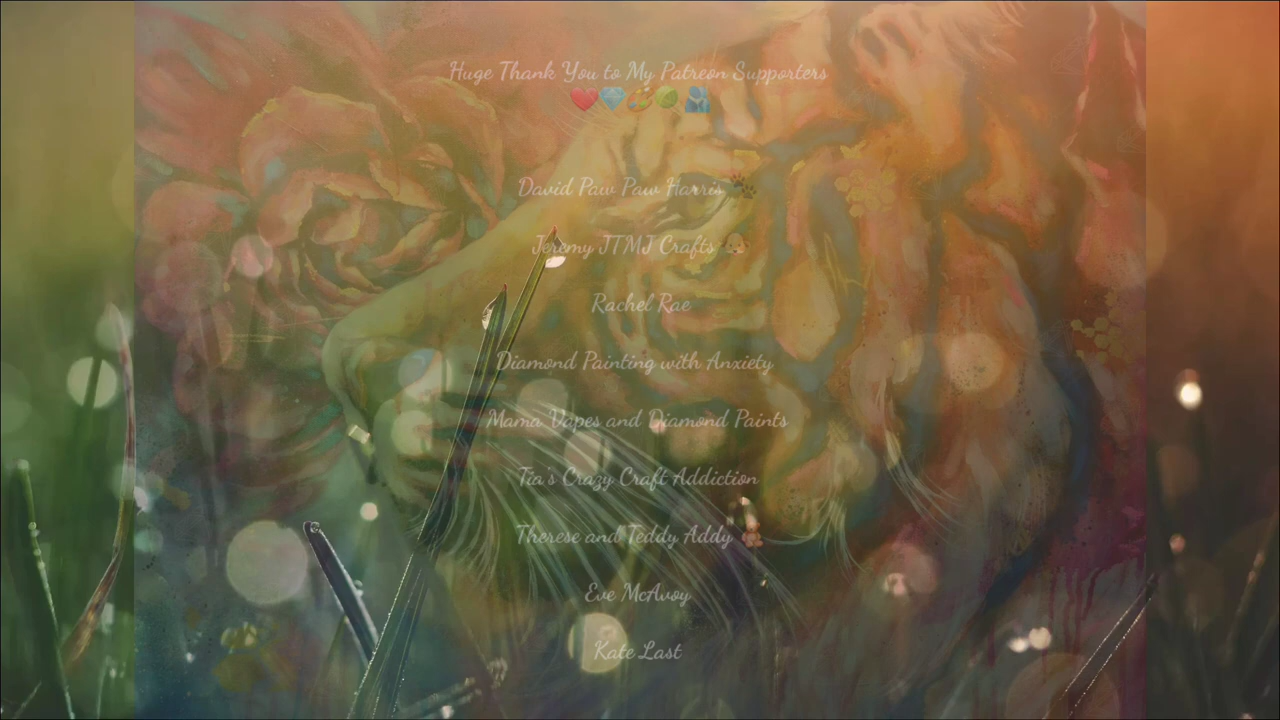 Huge Thank You to My Patreon Supporters
❤️💎🎨🧶🫂
David Paw Paw Harris 🐾
Jeremy JTMJ Crafts
Rachel Rae
Diamond Painting with Anxiety
Mama Vapes and Diamond Paints
Tia's Crazy Craft Addiction
Therese and Teddy Addy 🧸
Eve McAvoy
Kate Last